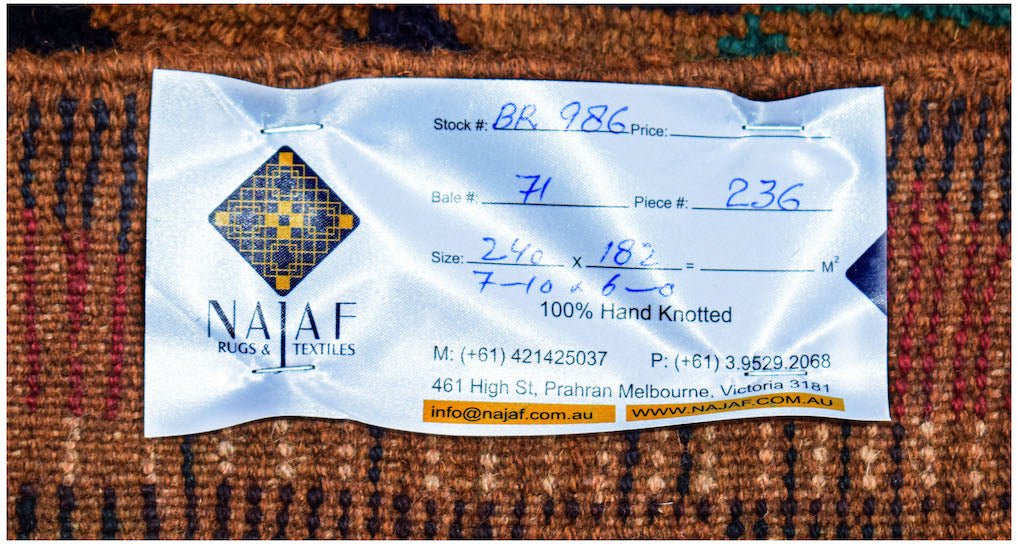 Stock #: BR 986 Price:
Bale #: 71 Piece #: 236
Size: 240 x 182 = M²
7-10 x 6-0
100% Hand Knotted
NAJAF
RUGS & TEXTILES
M: (+61) 421425037 P: (+61) 3.9529.2068
461 High St, Prahran Melbourne, Victoria 3181
info@najaf.com.au WWW.NAJAF.COM.AU